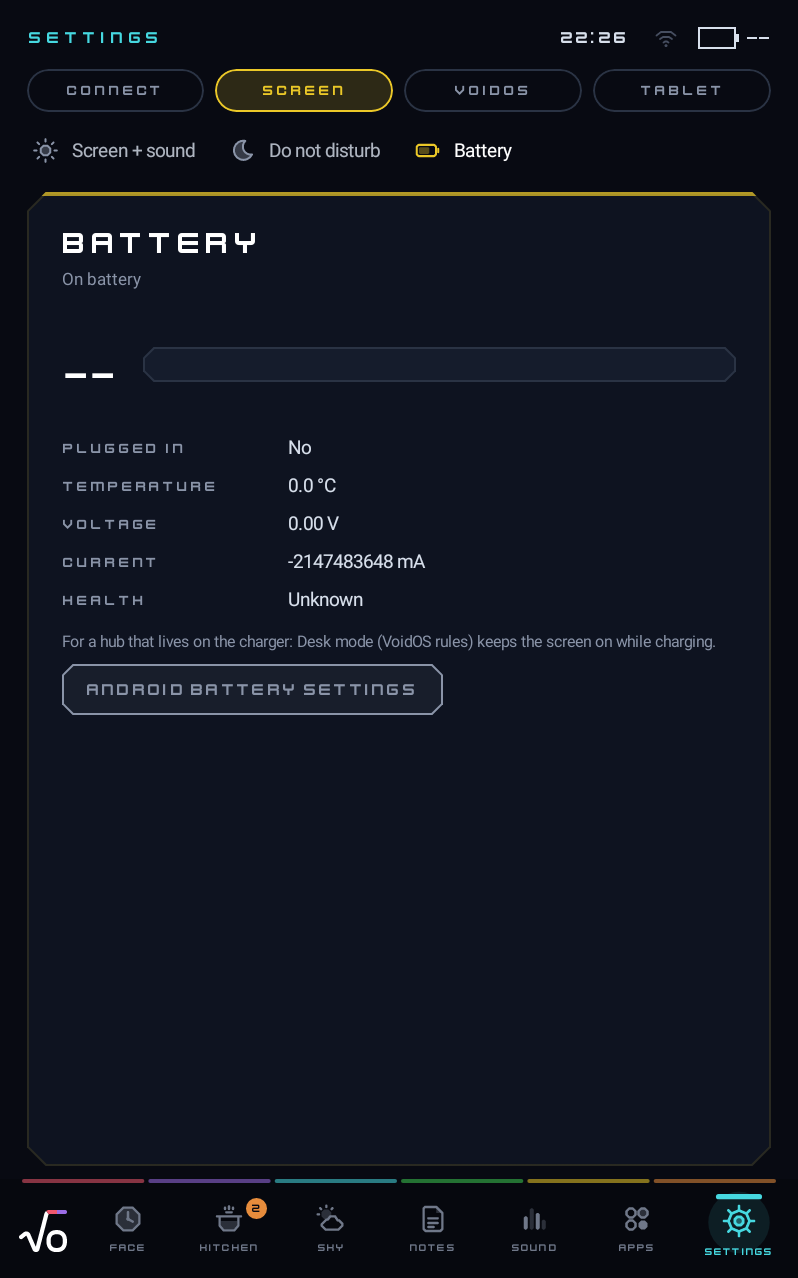 SETTINGS 22:26 --
CONNECT SCREEN VOIDOS TABLET
Screen + sound Do not disturb Battery
BATTERY
On battery
--
PLUGGED IN No
TEMPERATURE 0.0 °C
VOLTAGE 0.00 V
CURRENT -2147483648 mA
HEALTH Unknown
For a hub that lives on the charger: Desk mode (VoidOS rules) keeps the screen on while charging.
ANDROID BATTERY SETTINGS
2
√o FACE KITCHEN SKY NOTES SOUND APPS SETTINGS